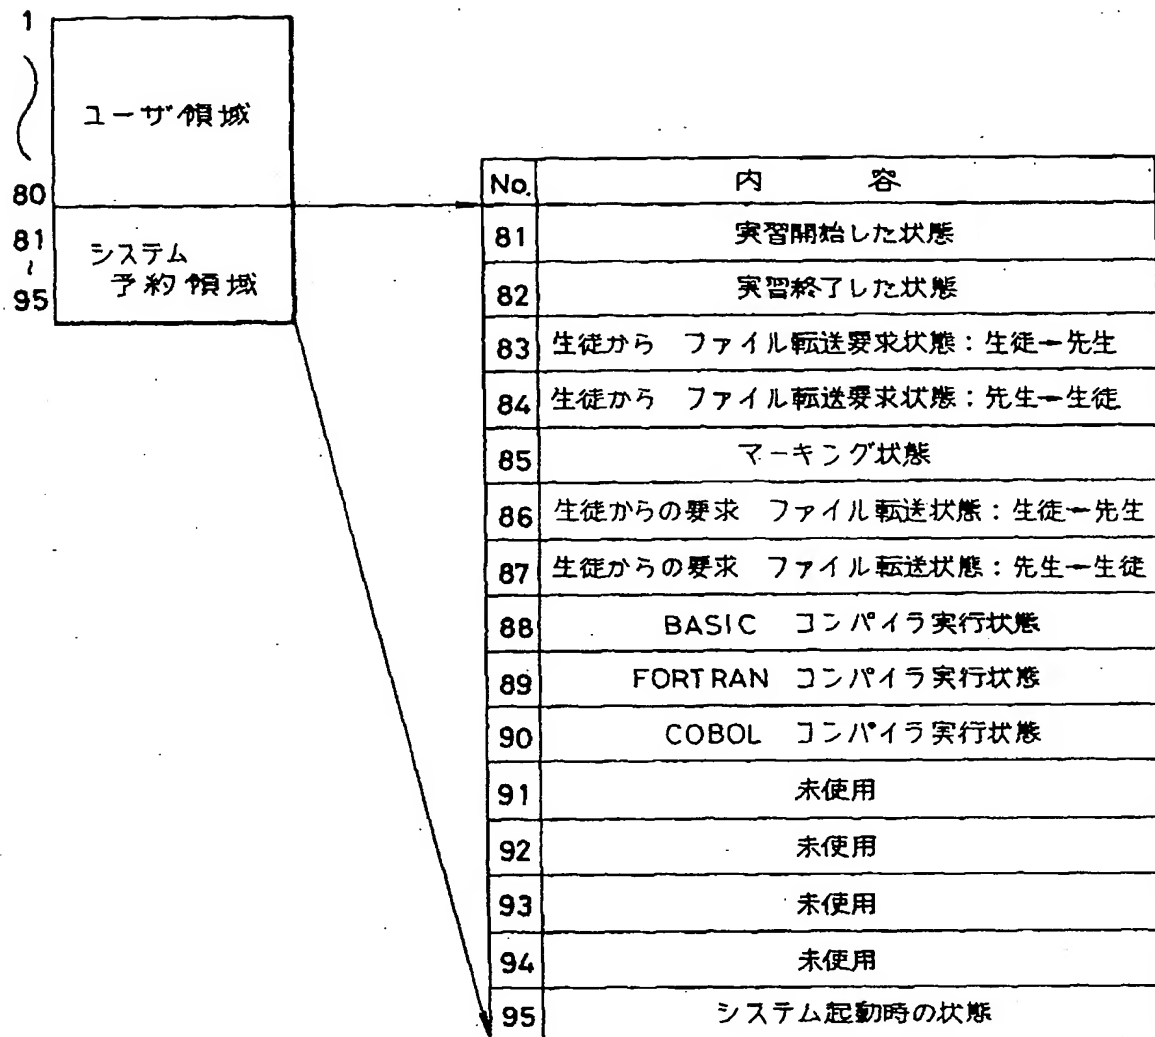 1
ユーザ領域
80
81
~
95
システム
予約領域
No. 内 容
81 実習開始した状態
82 実習終了した状態
83 生徒から ファイル転送要求状態：生徒→先生
84 生徒から ファイル転送要求状態：先生→生徒
85 マーキング状態
86 生徒からの要求 ファイル転送状態：生徒→先生
87 生徒からの要求 ファイル転送状態：先生→生徒
88 BASIC コンパイラ実行状態
89 FORTRAN コンパイラ実行状態
90 COBOL コンパイラ実行状態
91 未使用
92 未使用
93 未使用
94 未使用
95 システム起動時の状態